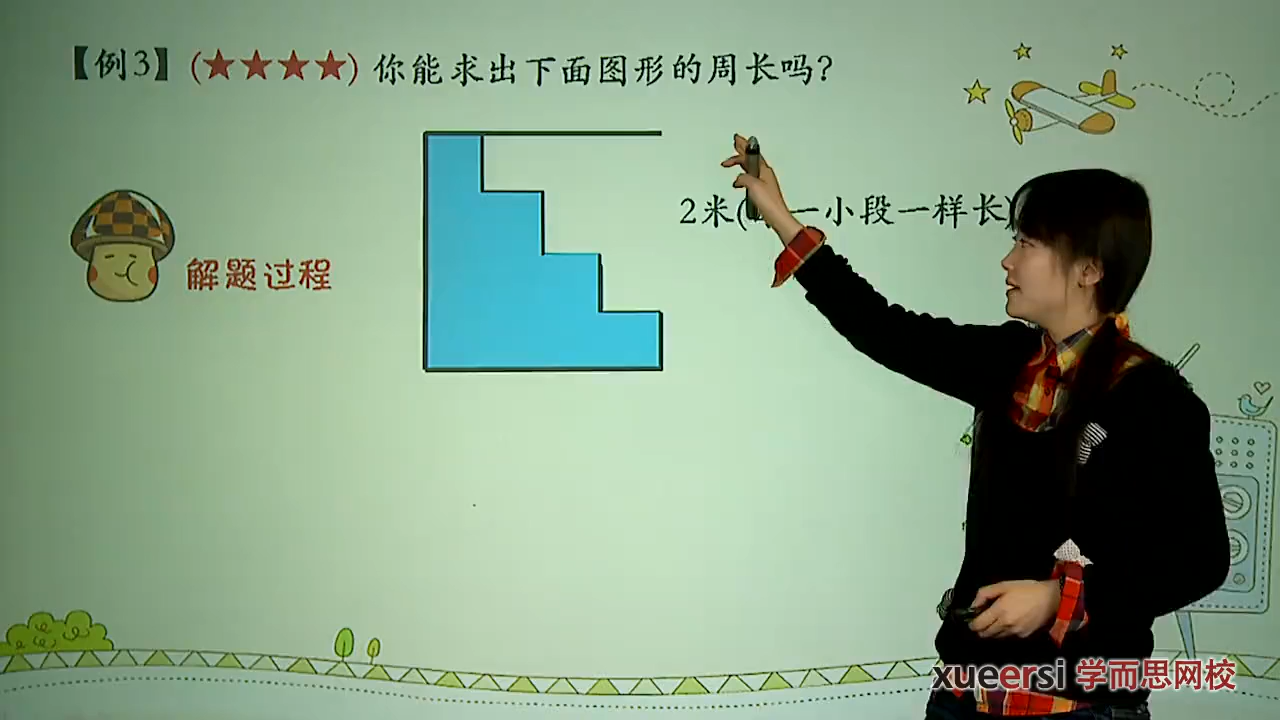 【例3】(★★★★)你能求出下面图形的周长吗?
2米(一小段一样长)
解题过程
xueersi 学而思网校